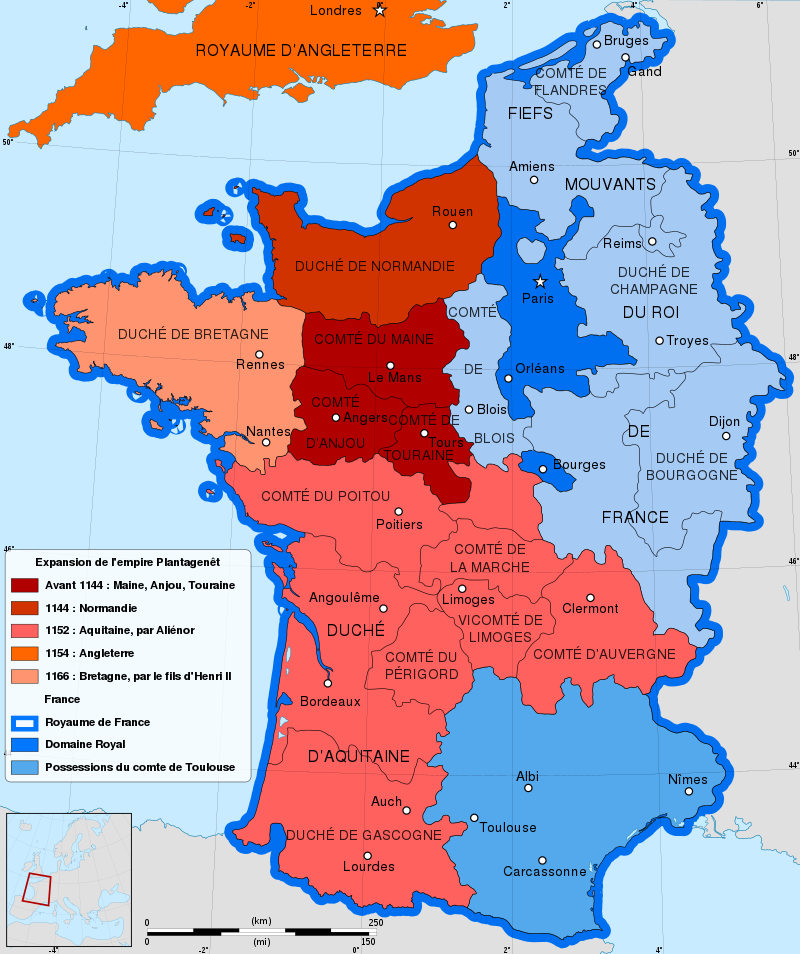 Londres
ROYAUME D'ANGLETERRE
Bruges
Gand
COMTÉ DE
FLANDRES
FIEFS
Amiens
MOUVANTS
Rouen
Reims
DUCHÉ DE NORMANDIE
DUCHÉ DE
CHAMPAGNE
Paris
COMTÉ
DU ROI
DUCHÉ DE BRETAGNE
COMTÉ DU MAINE
Troyes
Rennes
Le Mans
DE
Orléans
COMTÉ
Angers
COMTÉ DE
Blois
Nantes
D'ANJOU
Tours
TOURAINE
BLOIS
DE
Dijon
DUCHÉ DE
BOURGOGNE
Bourges
COMTÉ DU POITOU
Poitiers
FRANCE
COMTÉ DE
LA MARCHE
Angoulême
Limoges
Clermont
DUCHÉ
VICOMTÉ DE
LIMOGES
COMTÉ DU
PÉRIGORD
COMTÉ D'AUVERGNE
Bordeaux
D'AQUITAINE
Albi
Nîmes
Auch
Toulouse
DUCHÉ DE GASCOGNE
Lourdes
Carcassonne
Expansion de l'empire Plantagenêt
Avant 1144 : Maine, Anjou, Touraine
1144 : Normandie
1152 : Aquitaine, par Aliénor
1154 : Angleterre
1166 : Bretagne, par le fils d'Henri II
France
Royaume de France
Domaine Royal
Possessions du comte de Toulouse
0 (km) 250
0 (mi) 150
-4°
-2°
0°
2°
4°
6°
50°
48°
46°
50°
48°
46°
44°
-4°
-2°
0°
2°
4°